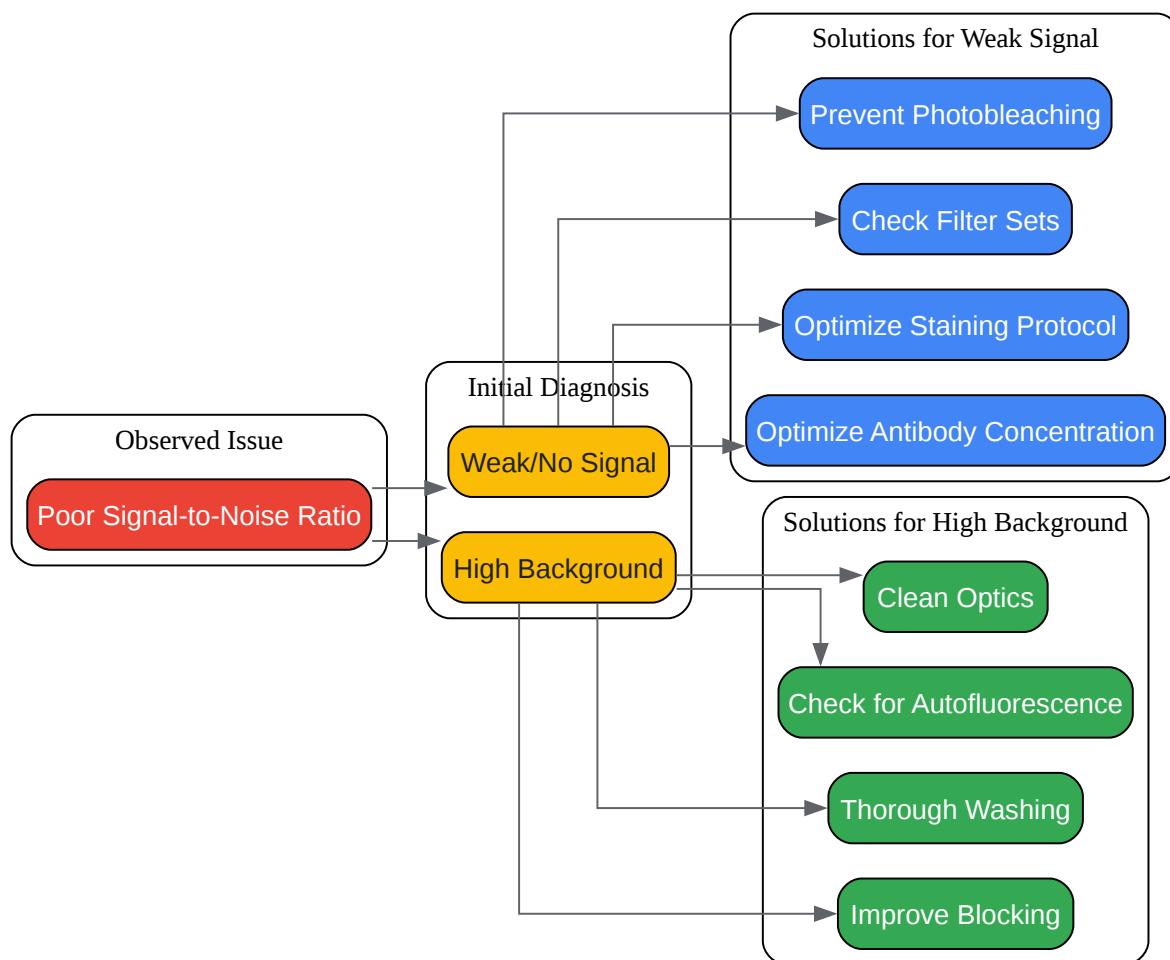 Observed Issue
Poor Signal-to-Noise Ratio
Initial Diagnosis
Weak/No Signal
High Background
Solutions for Weak Signal
Prevent Photobleaching
Check Filter Sets
Optimize Staining Protocol
Optimize Antibody Concentration
Solutions for High Background
Clean Optics
Check for Autofluorescence
Thorough Washing
Improve Blocking